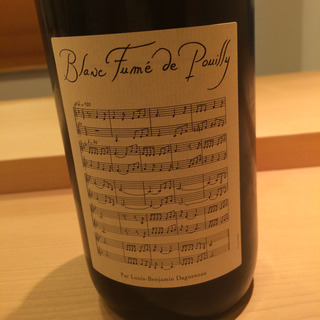 Blanc Fumé de Pouilly
Par Louis-Benjamin Dagueneau